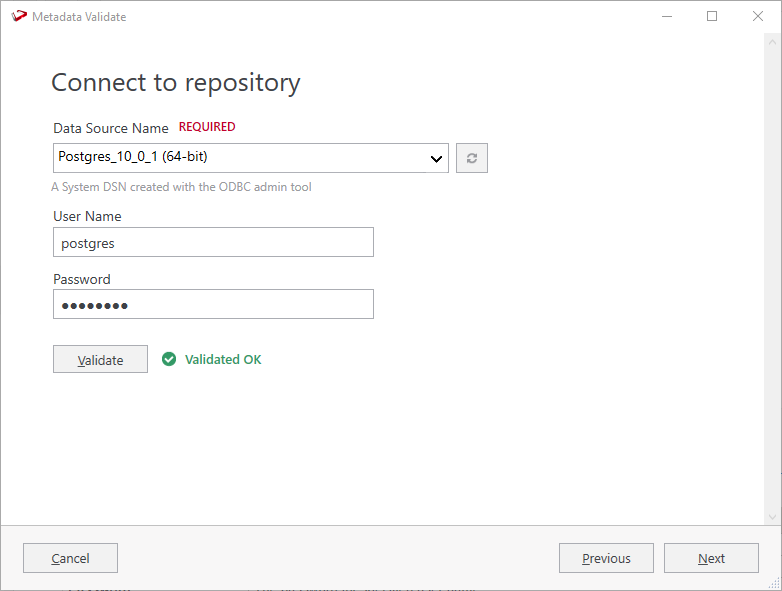 Metadata Validate
Connect to repository
Data Source Name REQUIRED
Postgres_10_0_1 (64-bit)
A System DSN created with the ODBC admin tool
User Name
postgres
Password
●●●●●●●●
Validate Validated OK
Cancel Previous Next